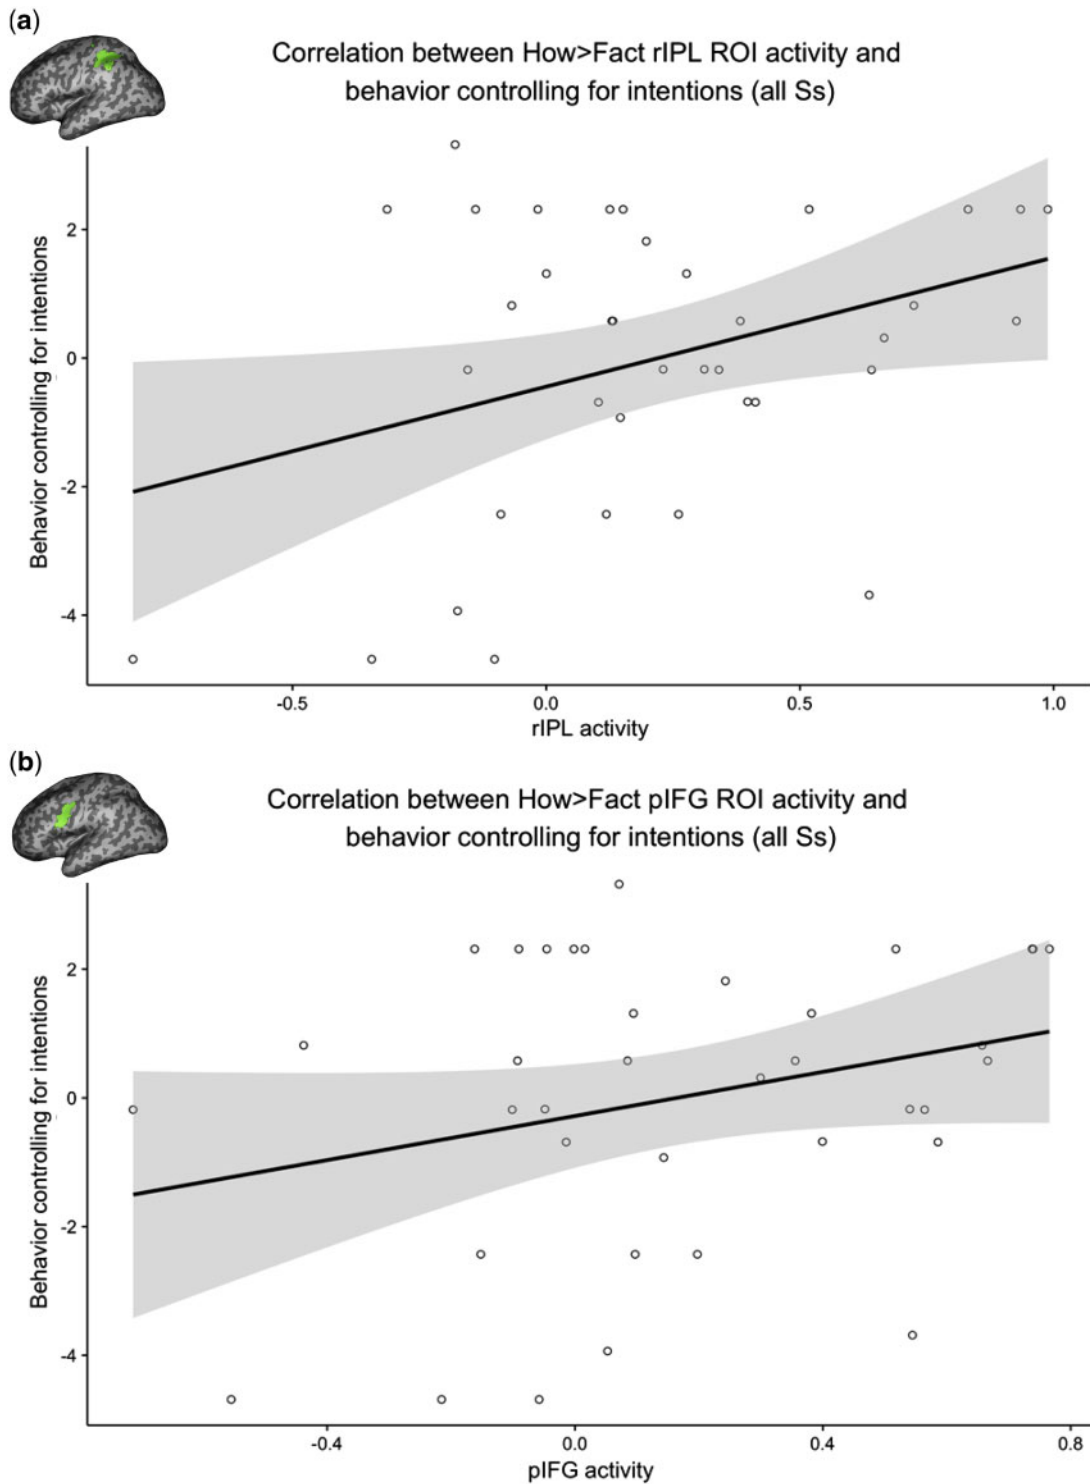 (a)
Correlation between How>Fact rIPL ROI activity and
behavior controlling for intentions (all Ss)
Behavior controlling for intentions
2
0
-2
-4
-0.5
0.0
0.5
1.0
rIPL activity
(b)
Correlation between How>Fact pIFG ROI activity and
behavior controlling for intentions (all Ss)
Behavior controlling for intentions
2
0
-2
-4
-0.4
0.0
0.4
0.8
pIFG activity